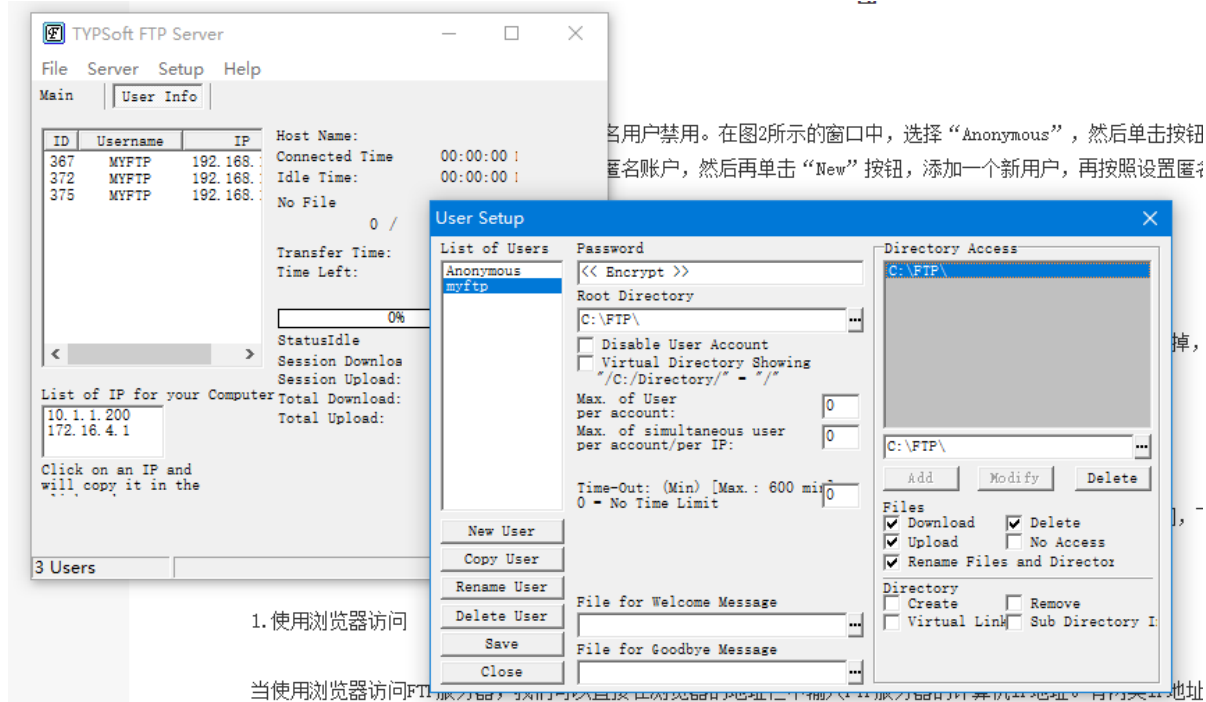 TYPSoft FTP Server
File Server Setup Help
Main User Info
ID Username IP
367 MYFTP 192.168.
372 MYFTP 192.168.
375 MYFTP 192.168.
Host Name:
Connected Time 00:00:00
Idle Time: 00:00:00
No File
0 /
Transfer Time:
Time Left:
0%
StatusIdle
Session Downloa
Session Upload:
Total Download:
Total Upload:
List of IP for your Computer
10.1.1.200
172.16.4.1
Click on an IP and
will copy it in the
3 Users
名用户禁用。在图2所示的窗口中，选择“Anonymous”，然后单击按钮
匿名账户，然后再单击“New”按钮，添加一个新用户，再按照设置匿
User Setup
List of Users
Anonymous
myftp
New User
Copy User
Rename User
Delete User
Save
Close
Password
<< Encrypt >>
Root Directory
C:\FTP\
Disable User Account
Virtual Directory Showing
"/C:/Directory/" = "/"
Max. of User
per account: 0
Max. of simultaneous user
per account/per IP: 0
Time-Out: (Min) [Max.: 600 min
0 = No Time Limit 0
File for Welcome Message
File for Goodbye Message
Directory Access
C:\FTP\
C:\FTP\
Add Modify Delete
Files
Download Delete
Upload No Access
Rename Files and Director
Directory
Create Remove
Virtual Link Sub Directory I
掉，
1.使用浏览器访问
当使用浏览器访问